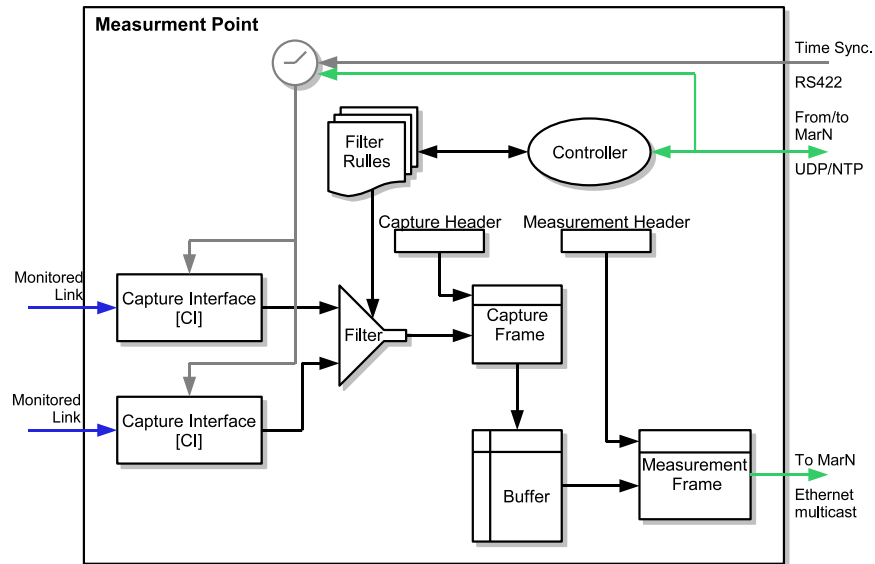 Measurment Point
Time Sync.
RS422
From/to
MarN
UDP/NTP
Filter
Rulles
Controller
Capture Header
Measurement Header
Monitored
Link
Capture Interface
[CI]
Filter
Capture
Frame
Monitored
Link
Capture Interface
[CI]
Buffer
Measurement
Frame
To MarN
Ethernet
multicast